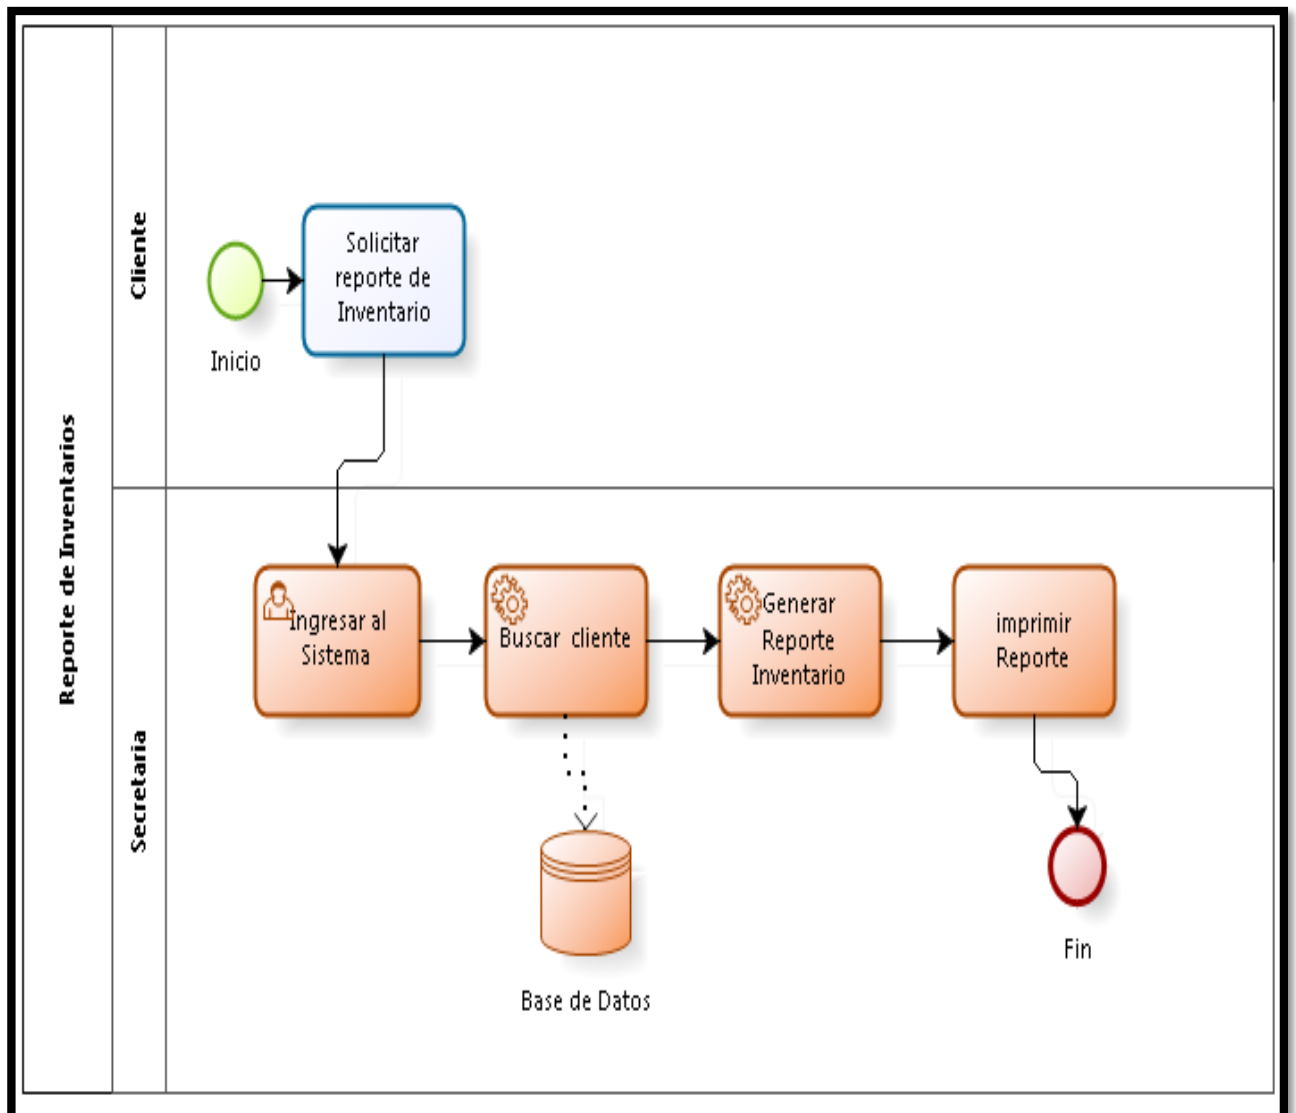 Reporte de Inventarios
Cliente
Inicio
Solicitar
reporte de
Inventario
Secretaria
Ingresar al
Sistema
Buscar cliente
Generar
Reporte
Inventario
imprimir
Reporte
Base de Datos
Fin